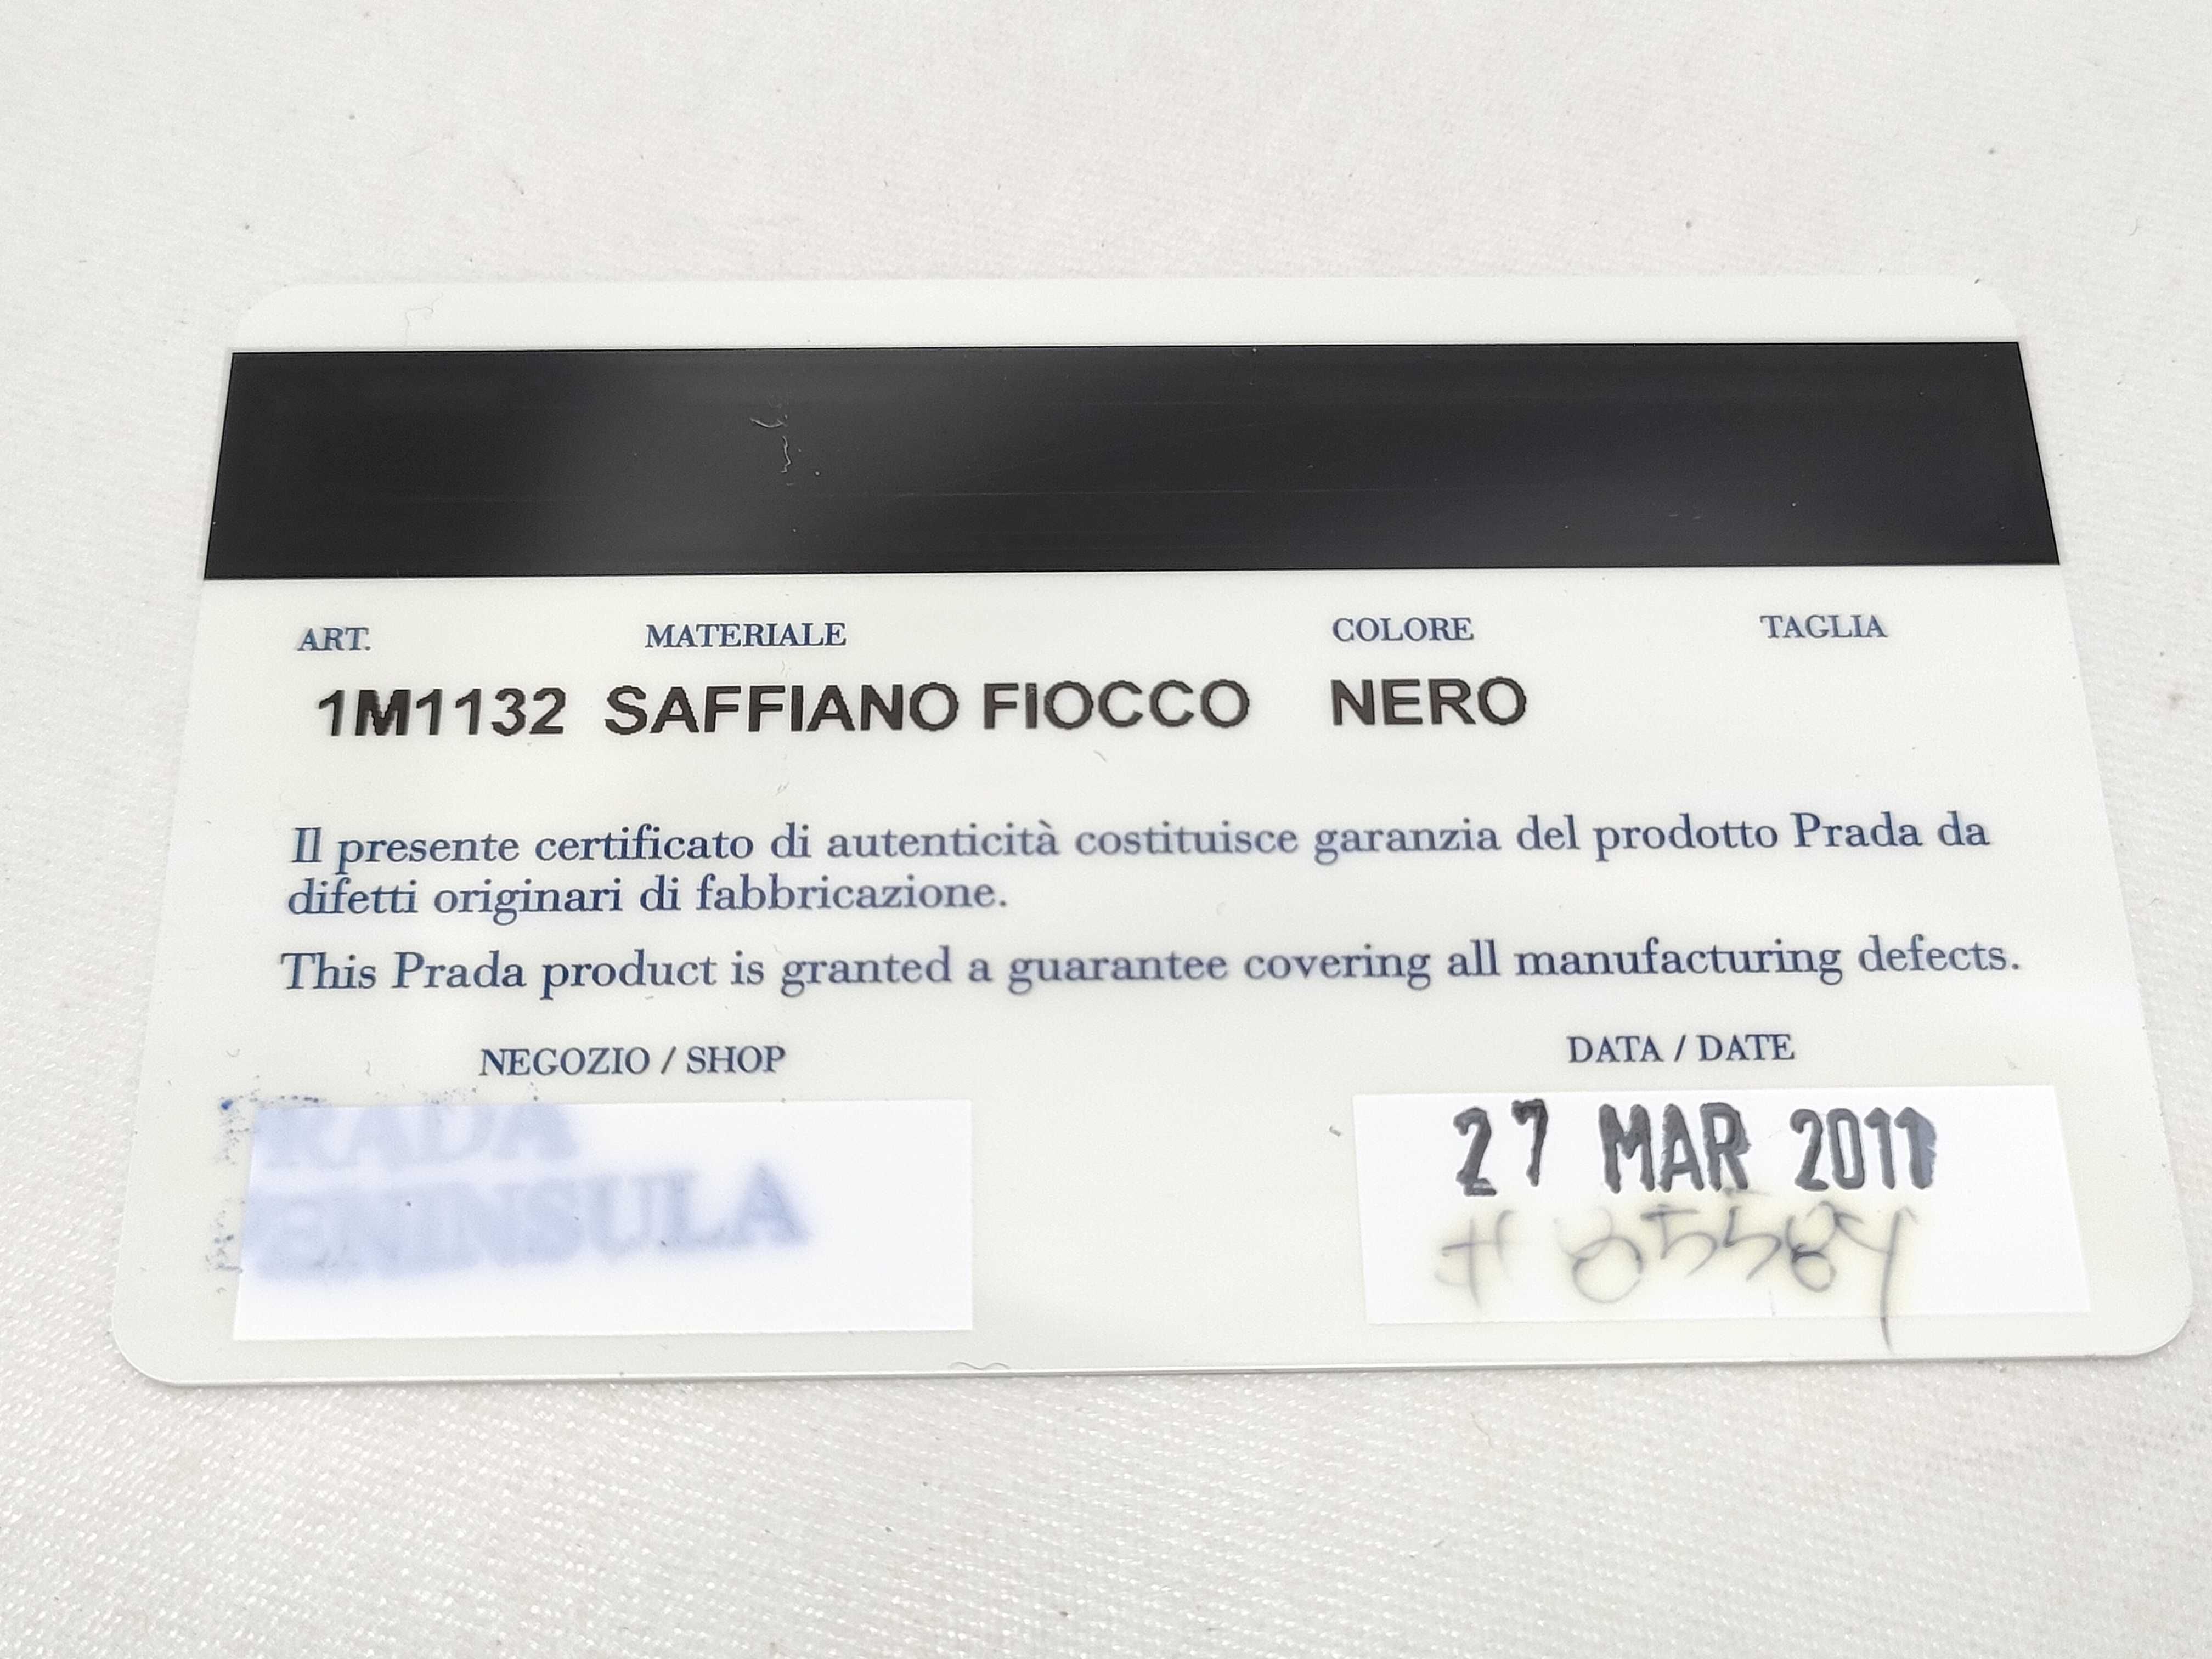 ART. MATERIALE COLORE TAGLIA
1M1132 SAFFIANO FIOCCO NERO
Il presente certificato di autenticità costituisce garanzia del prodotto Prada da
difetti originari di fabbricazione.
This Prada product is granted a guarantee covering all manufacturing defects.
NEGOZIO / SHOP DATA / DATE
PRADA
PENINSULA
27 MAR 2011